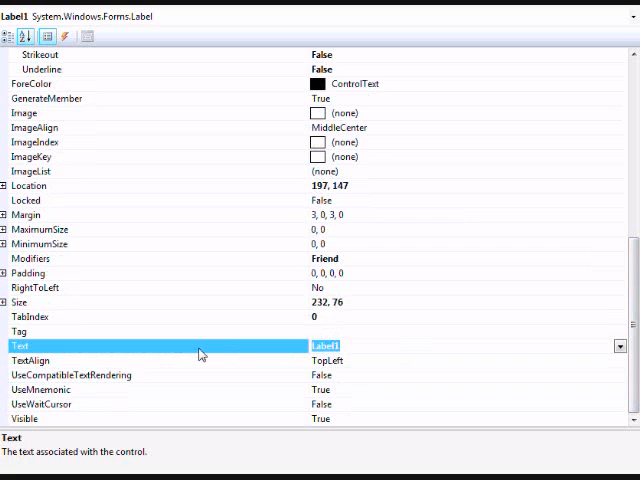 Label1 System.Windows.Forms.Label
Strikeout False
Underline False
ForeColor ControlText
GenerateMember True
Image (none)
ImageAlign MiddleCenter
ImageIndex (none)
ImageKey (none)
ImageList (none)
Location 197, 147
Locked False
Margin 3, 0, 3, 0
MaximumSize 0, 0
MinimumSize 0, 0
Modifiers Friend
Padding 0, 0, 0, 0
RightToLeft No
Size 232, 76
TabIndex 0
Tag
Text Label1
TextAlign TopLeft
UseCompatibleTextRendering False
UseMnemonic True
UseWaitCursor False
Visible True
Text
The text associated with the control.